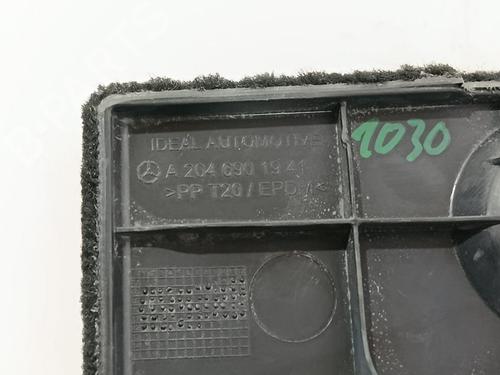 IDEAL AUTOMOTIVE
A 204 690 19 41
>PP T20 / EPDM<
1030